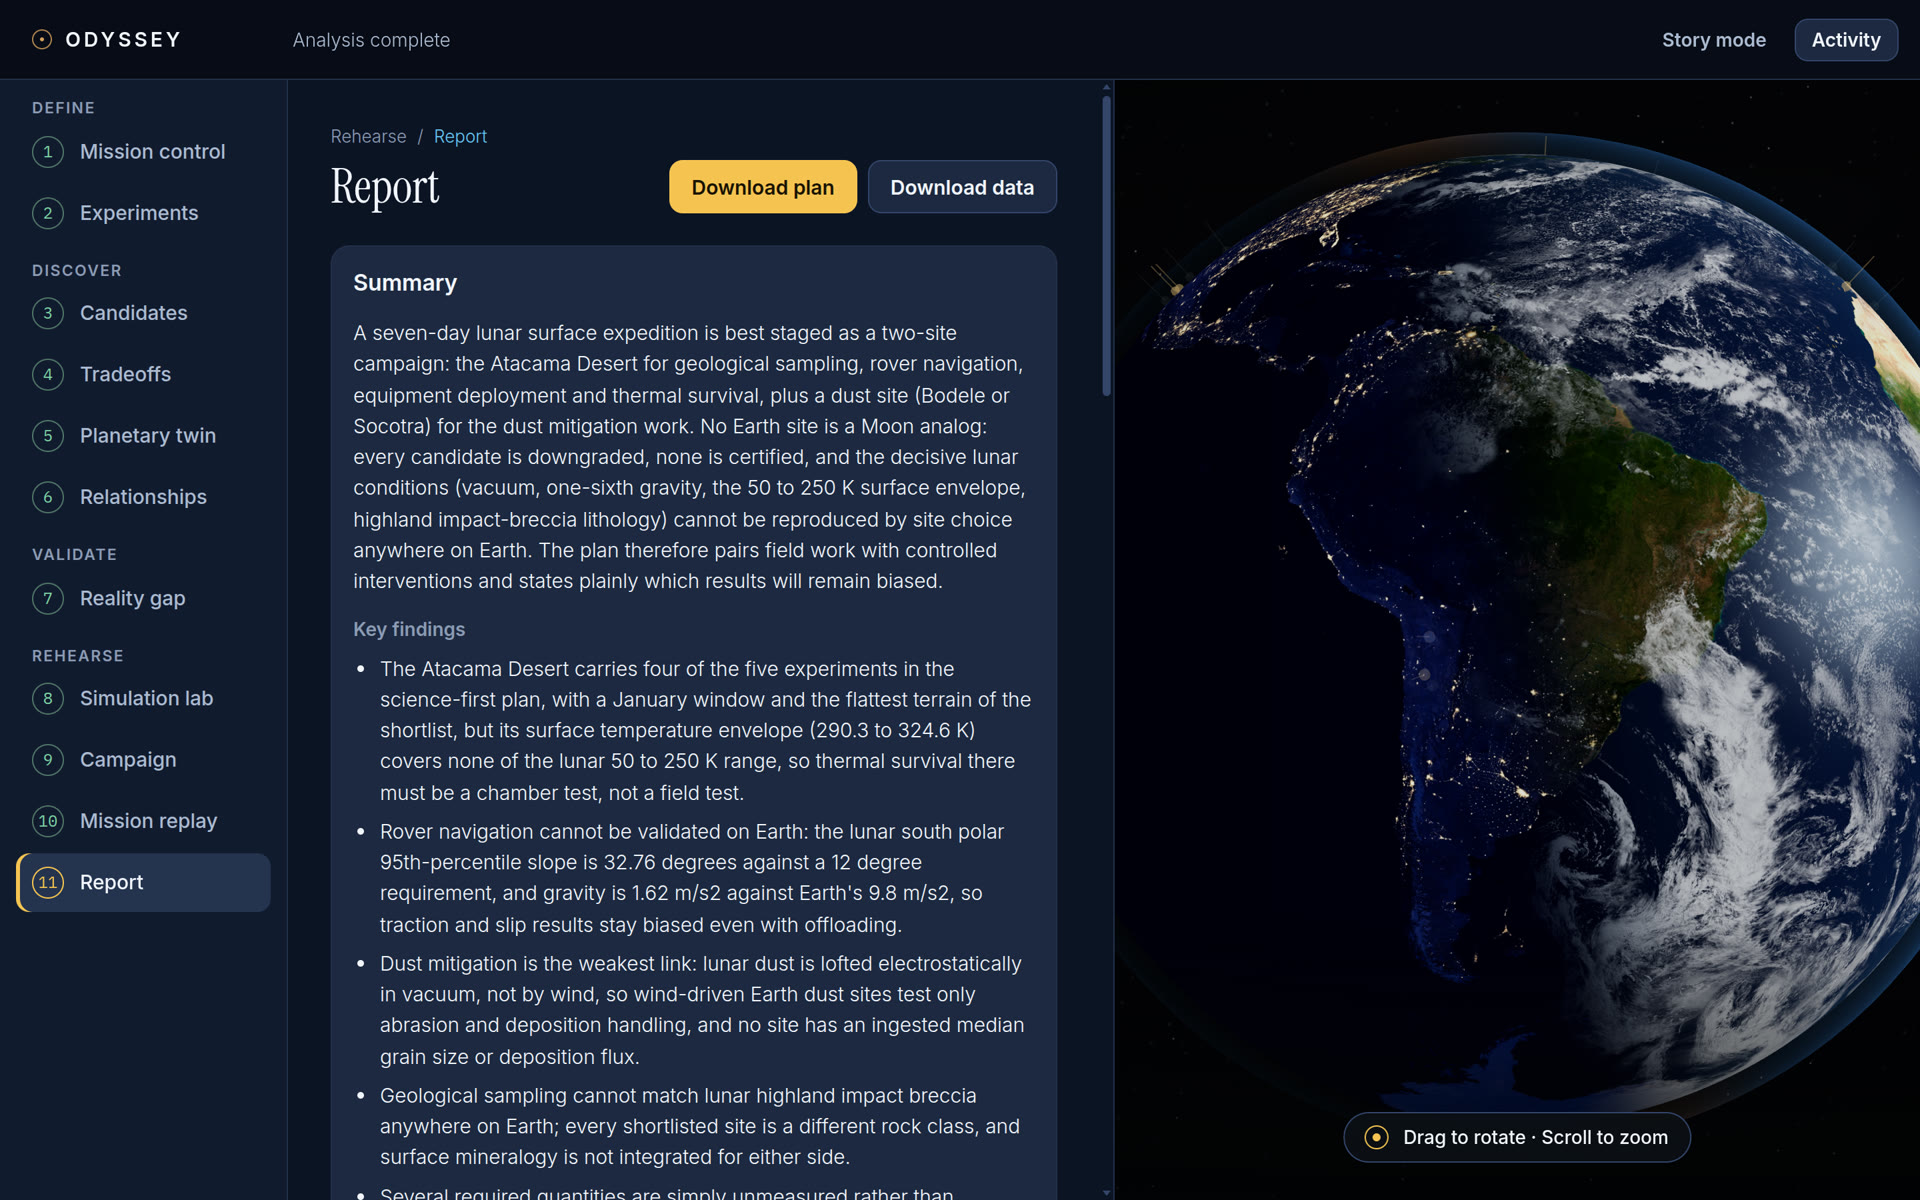 ODYSSEY
Analysis complete
Story mode
Activity
DEFINE
1 Mission control
2 Experiments
DISCOVER
3 Candidates
4 Tradeoffs
5 Planetary twin
6 Relationships
VALIDATE
7 Reality gap
REHEARSE
8 Simulation lab
9 Campaign
10 Mission replay
11 Report
Rehearse / Report
Report
Download plan
Download data
Summary
A seven-day lunar surface expedition is best staged as a two-site
campaign: the Atacama Desert for geological sampling, rover navigation,
equipment deployment and thermal survival, plus a dust site (Bodele or
Socotra) for the dust mitigation work. No Earth site is a Moon analog:
every candidate is downgraded, none is certified, and the decisive lunar
conditions (vacuum, one-sixth gravity, the 50 to 250 K surface envelope,
highland impact-breccia lithology) cannot be reproduced by site choice
anywhere on Earth. The plan therefore pairs field work with controlled
interventions and states plainly which results will remain biased.
Key findings
• The Atacama Desert carries four of the five experiments in the
science-first plan, with a January window and the flattest terrain of the
shortlist, but its surface temperature envelope (290.3 to 324.6 K)
covers none of the lunar 50 to 250 K range, so thermal survival there
must be a chamber test, not a field test.
• Rover navigation cannot be validated on Earth: the lunar south polar
95th-percentile slope is 32.76 degrees against a 12 degree
requirement, and gravity is 1.62 m/s2 against Earth's 9.8 m/s2, so
traction and slip results stay biased even with offloading.
• Dust mitigation is the weakest link: lunar dust is lofted electrostatically
in vacuum, not by wind, so wind-driven Earth dust sites test only
abrasion and deposition handling, and no site has an ingested median
grain size or deposition flux.
• Geological sampling cannot match lunar highland impact breccia
anywhere on Earth; every shortlisted site is a different rock class, and
surface mineralogy is not integrated for either side.
• Several required quantities are simply unmeasured rather than
Drag to rotate · Scroll to zoom